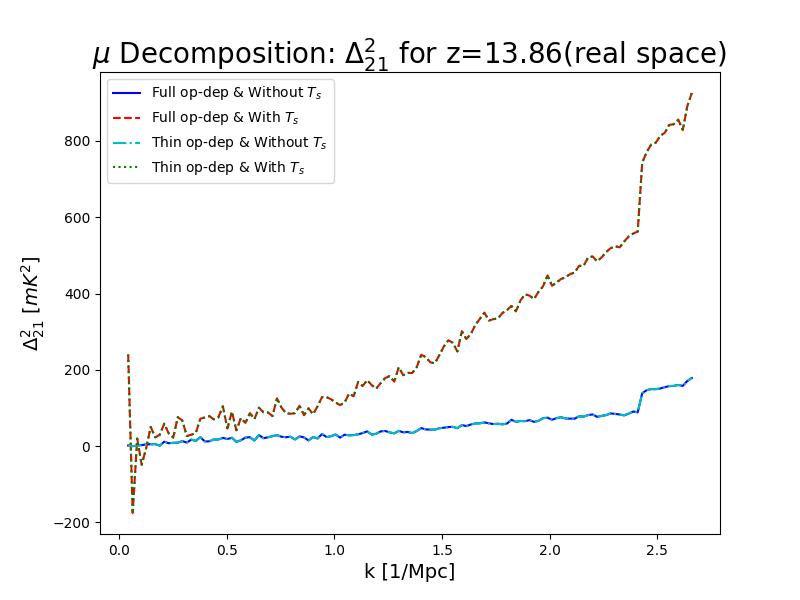 μ Decomposition: Δ²₂₁ for z=13.86(real space)
Full op-dep & Without Tₛ
Full op-dep & With Tₛ
Thin op-dep & Without Tₛ
Thin op-dep & With Tₛ
Δ²₂₁ [mK²]
800
600
400
200
0
−200
0.0 0.5 1.0 1.5 2.0 2.5
k [1/Mpc]